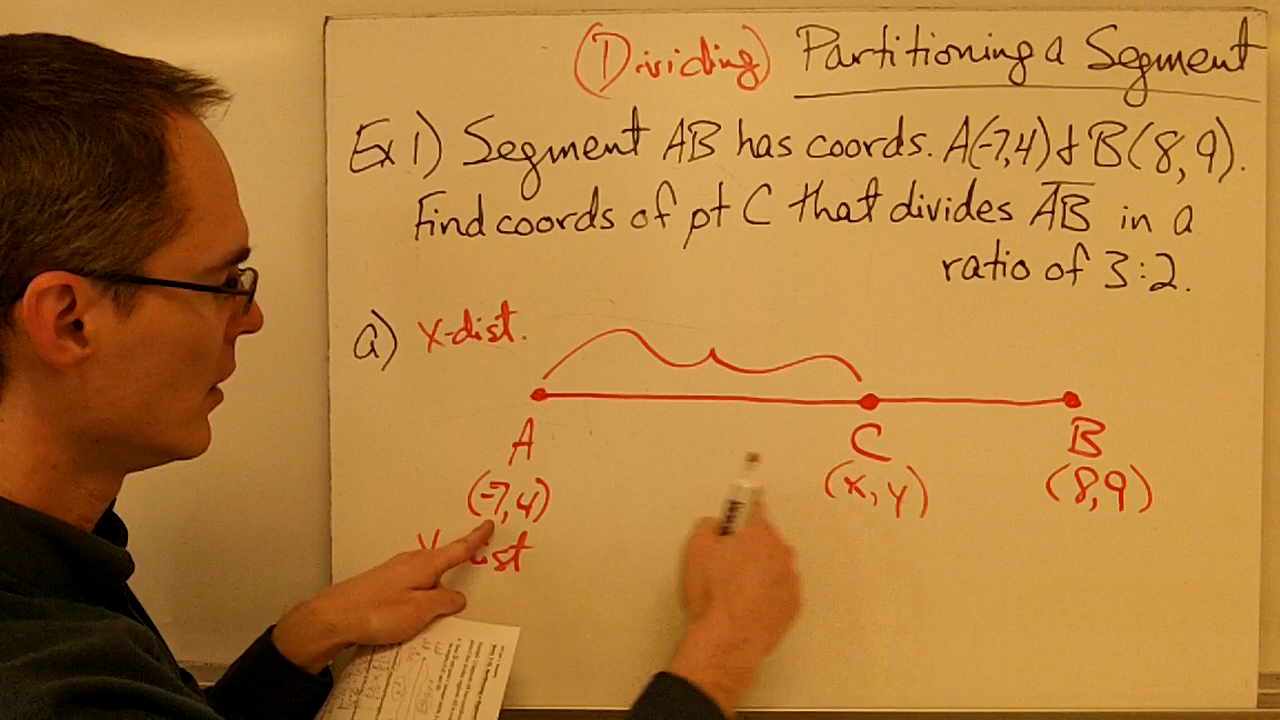 (Dividing) Partitioning a Segment
Ex 1) Segment AB has coords. A(-7,4) & B(8,9).
Find coords of pt C that divides AB in a
ratio of 3:2.
a) x-dist.
A C B
(-7,4) (x,y) (8,9)